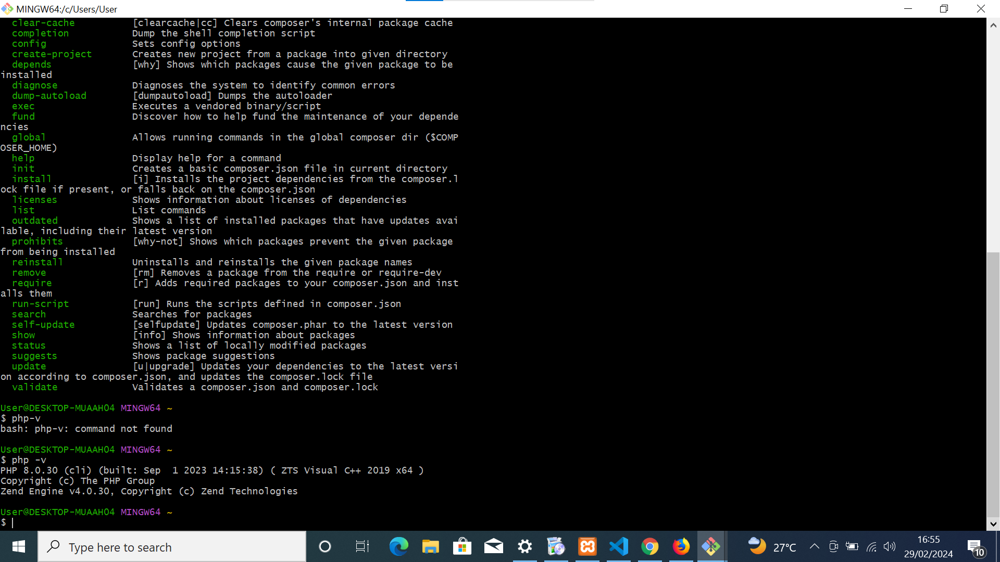 MINGW64:/c/Users/User
clear-cache [clearcache|cc] Clears composer's internal package cache
completion Dump the shell completion script
config Sets config options
create-project Creates new project from a package into given directory
depends [why] Shows which packages cause the given package to be
installed
diagnose Diagnoses the system to identify common errors
dump-autoload [dumpautoload] Dumps the autoloader
exec Executes a vendored binary/script
fund Discover how to help fund the maintenance of your depende
ncies
global Allows running commands in the global composer dir ($COMP
OSER_HOME)
help Display help for a command
init Creates a basic composer.json file in current directory
install [i] Installs the project dependencies from the composer.l
ock file if present, or falls back on the composer.json
licenses Shows information about licenses of dependencies
list List commands
outdated Shows a list of installed packages that have updates avai
lable, including their latest version
prohibits [why-not] Shows which packages prevent the given package
from being installed
reinstall Uninstalls and reinstalls the given package names
remove [rm] Removes a package from the require or require-dev
require [r] Adds required packages to your composer.json and inst
alls them
run-script [run] Runs the scripts defined in composer.json
search Searches for packages
self-update [selfupdate] Updates composer.phar to the latest version
show [info] Shows information about packages
status Shows a list of locally modified packages
suggests Shows package suggestions
update [u|upgrade] Updates your dependencies to the latest versi
on according to composer.json, and updates the composer.lock file
validate Validates a composer.json and composer.lock
User@DESKTOP-MUAAH04 MINGW64 ~
$ php-v
bash: php-v: command not found
User@DESKTOP-MUAAH04 MINGW64 ~
$ php -v
PHP 8.0.30 (cli) (built: Sep  1 2023 14:15:38) ( ZTS Visual C++ 2019 x64 )
Copyright (c) The PHP Group
Zend Engine v4.0.30, Copyright (c) Zend Technologies
User@DESKTOP-MUAAH04 MINGW64 ~
$
Type here to search
27°C
16:55
29/02/2024
10